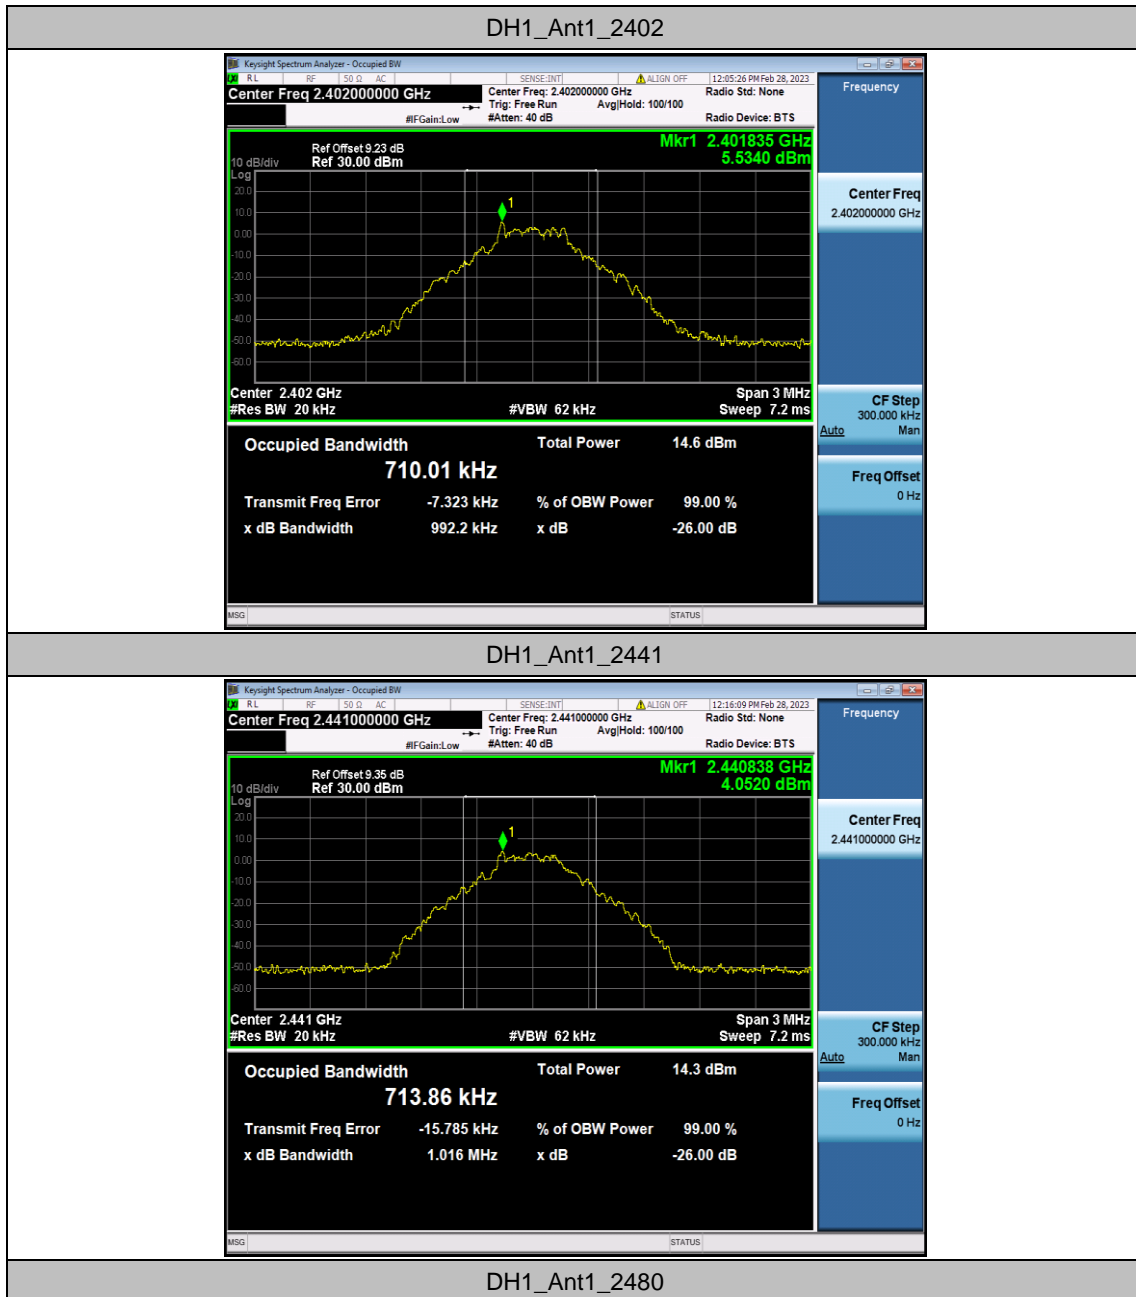 DH1_Ant1_2402
Keysight Spectrum Analyzer - Occupied BW
RL RF 50 Ω AC SENSE:INT ALIGN OFF 12:05:26 PM Feb 28, 2023
Center Freq 2.402000000 GHz Center Freq: 2.402000000 GHz Radio Std: None Frequency
Trig: Free Run Avg|Hold: 100/100
#IFGain:Low #Atten: 40 dB Radio Device: BTS
Mkr1 2.401835 GHz
5.5340 dBm
Ref Offset 9.23 dB
10 dB/div Ref 30.00 dBm
Log
20.0
10.0
0.00
-10.0
-20.0
-30.0
-40.0
-50.0
-60.0
1
Center Freq
2.402000000 GHz
Center 2.402 GHz Span 3 MHz
#Res BW 20 kHz #VBW 62 kHz Sweep 7.2 ms
CF Step
300.000 kHz
Auto Man
Occupied Bandwidth Total Power 14.6 dBm
710.01 kHz
Freq Offset
0 Hz
Transmit Freq Error -7.323 kHz % of OBW Power 99.00 %
x dB Bandwidth 992.2 kHz x dB -26.00 dB
MSG STATUS
DH1_Ant1_2441
Keysight Spectrum Analyzer - Occupied BW
RL RF 50 Ω AC SENSE:INT ALIGN OFF 12:16:09 PM Feb 28, 2023
Center Freq 2.441000000 GHz Center Freq: 2.441000000 GHz Radio Std: None Frequency
Trig: Free Run Avg|Hold: 100/100
#IFGain:Low #Atten: 40 dB Radio Device: BTS
Mkr1 2.440838 GHz
4.0520 dBm
Ref Offset 9.35 dB
10 dB/div Ref 30.00 dBm
Log
20.0
10.0
0.00
-10.0
-20.0
-30.0
-40.0
-50.0
-60.0
1
Center Freq
2.441000000 GHz
Center 2.441 GHz Span 3 MHz
#Res BW 20 kHz #VBW 62 kHz Sweep 7.2 ms
CF Step
300.000 kHz
Auto Man
Occupied Bandwidth Total Power 14.3 dBm
713.86 kHz
Freq Offset
0 Hz
Transmit Freq Error -15.785 kHz % of OBW Power 99.00 %
x dB Bandwidth 1.016 MHz x dB -26.00 dB
MSG STATUS
DH1_Ant1_2480